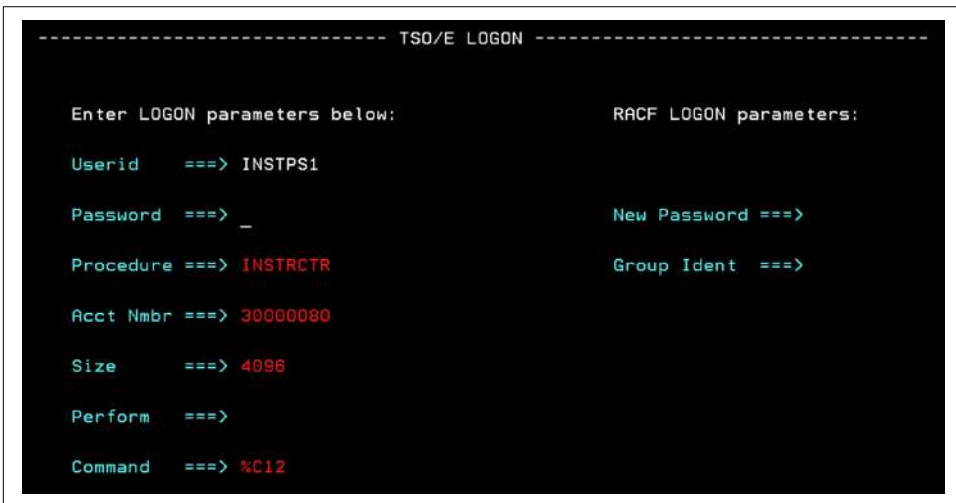 ------------------------------- TSO/E LOGON -----------------------------------
Enter LOGON parameters below: RACF LOGON parameters:
Userid ===> INSTPS1
Password ===> _ New Password ===>
Procedure ===> INSTRCTR Group Ident ===>
Acct Nmbr ===> 30000080
Size ===> 4096
Perform ===>
Command ===> %C12